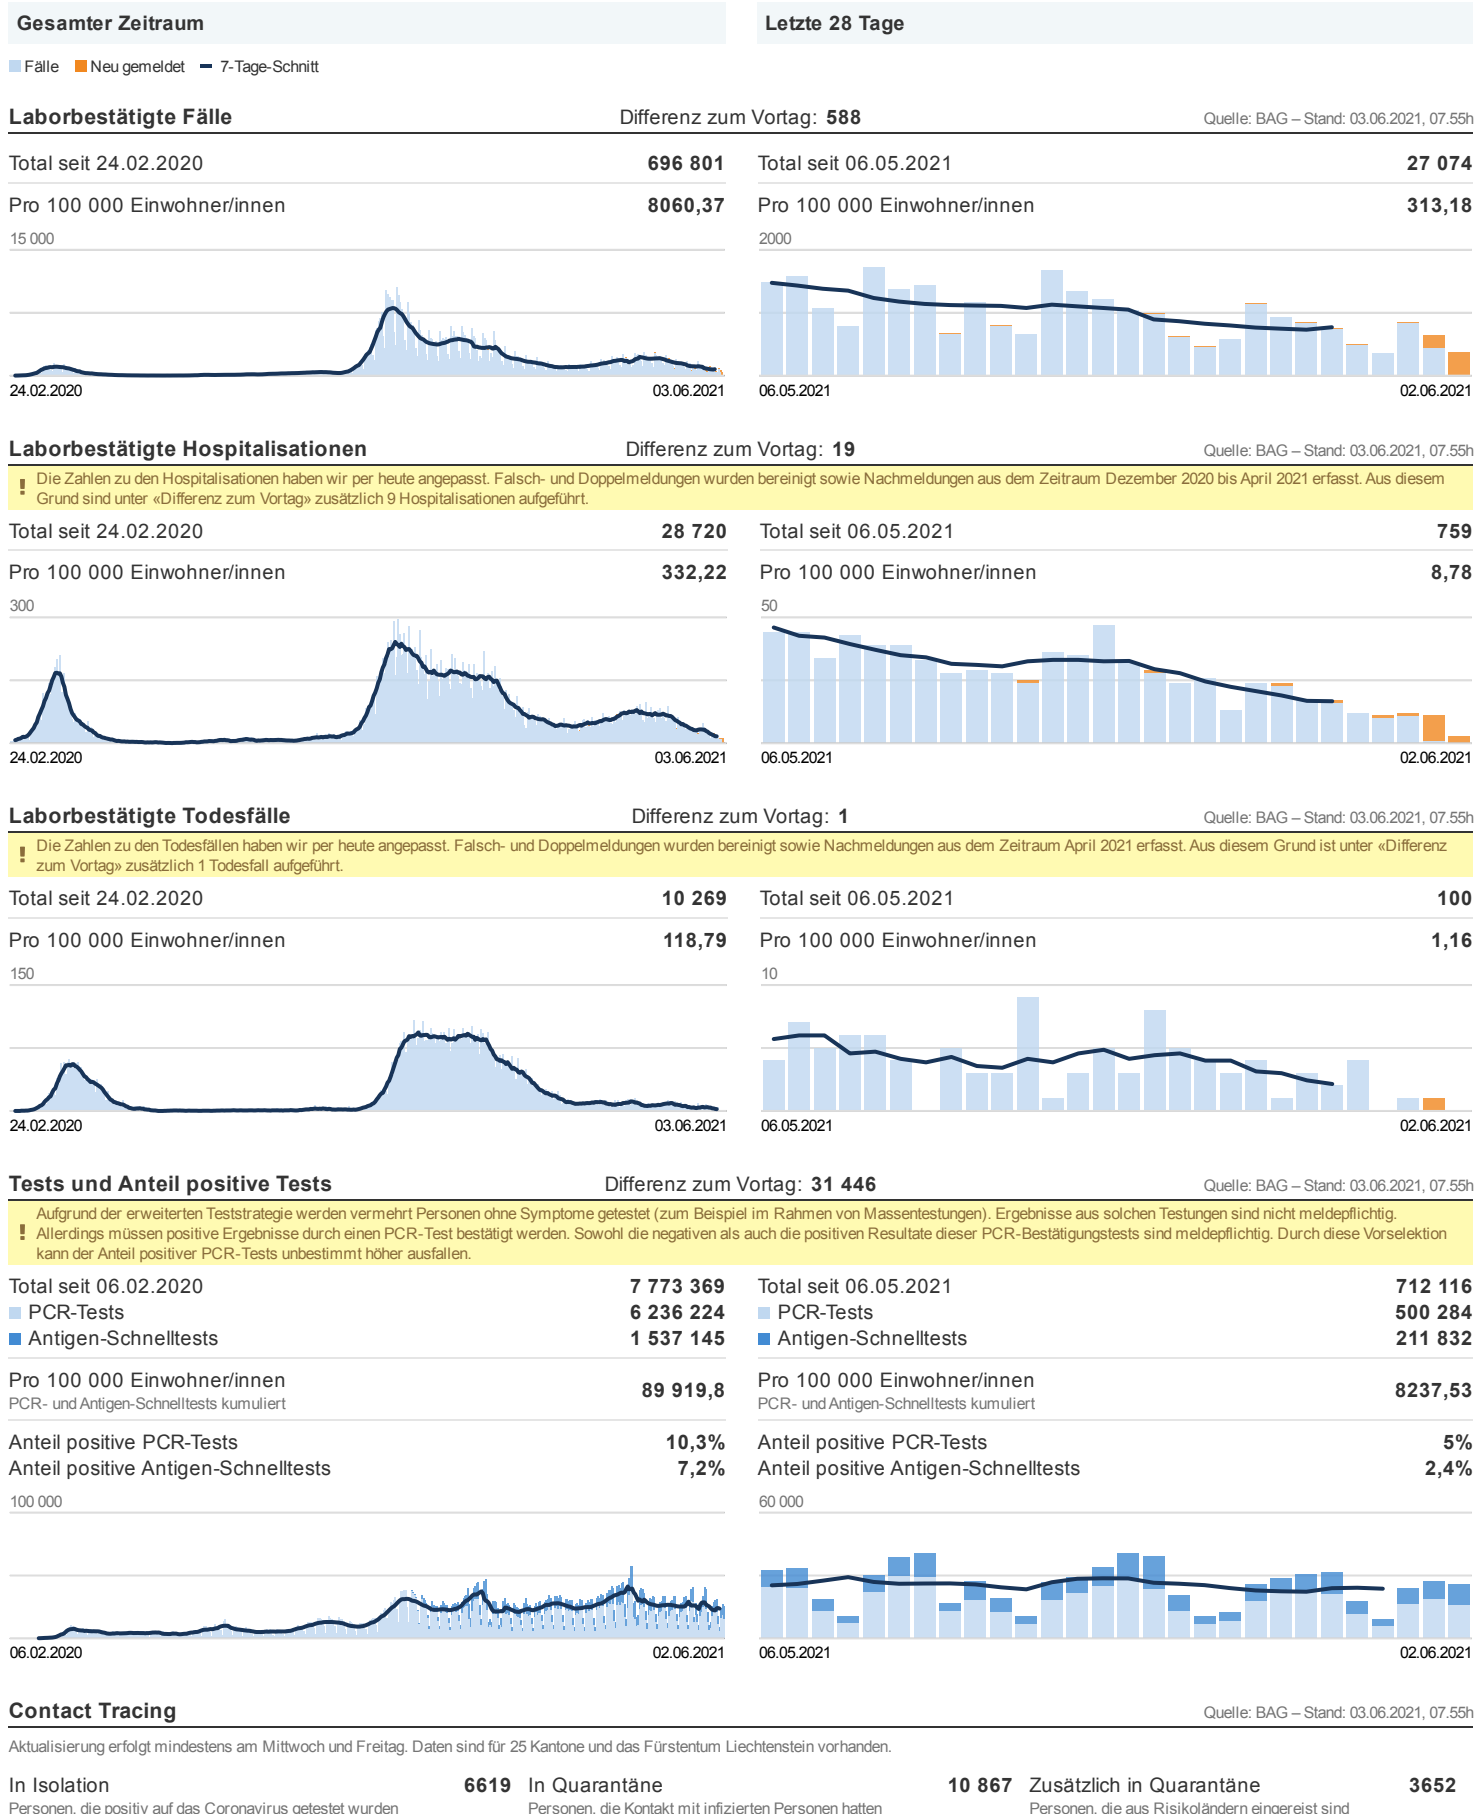 Gesamter Zeitraum
Letzte 28 Tage
Fälle Neu gemeldet 7-Tage-Schnitt
Laborbestätigte Fälle Differenz zum Vortag: 588 Quelle: BAG – Stand: 03.06.2021, 07.55h
Total seit 24.02.2020 696 801
Pro 100 000 Einwohner/innen 8060,37
15 000
24.02.2020 03.06.2021
Total seit 06.05.2021 27 074
Pro 100 000 Einwohner/innen 313,18
2000
06.05.2021 02.06.2021
Laborbestätigte Hospitalisationen Differenz zum Vortag: 19 Quelle: BAG – Stand: 03.06.2021, 07.55h
! Die Zahlen zu den Hospitalisationen haben wir per heute angepasst. Falsch- und Doppelmeldungen wurden bereinigt sowie Nachmeldungen aus dem Zeitraum Dezember 2020 bis April 2021 erfasst. Aus diesem
Grund sind unter «Differenz zum Vortag» zusätzlich 9 Hospitalisationen aufgeführt.
Total seit 24.02.2020 28 720
Pro 100 000 Einwohner/innen 332,22
300
24.02.2020 03.06.2021
Total seit 06.05.2021 759
Pro 100 000 Einwohner/innen 8,78
50
06.05.2021 02.06.2021
Laborbestätigte Todesfälle Differenz zum Vortag: 1 Quelle: BAG – Stand: 03.06.2021, 07.55h
! Die Zahlen zu den Todesfällen haben wir per heute angepasst. Falsch- und Doppelmeldungen wurden bereinigt sowie Nachmeldungen aus dem Zeitraum April 2021 erfasst. Aus diesem Grund ist unter «Differenz
zum Vortag» zusätzlich 1 Todesfall aufgeführt.
Total seit 24.02.2020 10 269
Pro 100 000 Einwohner/innen 118,79
150
24.02.2020 03.06.2021
Total seit 06.05.2021 100
Pro 100 000 Einwohner/innen 1,16
10
06.05.2021 02.06.2021
Tests und Anteil positive Tests Differenz zum Vortag: 31 446 Quelle: BAG – Stand: 03.06.2021, 07.55h
Aufgrund der erweiterten Teststrategie werden vermehrt Personen ohne Symptome getestet (zum Beispiel im Rahmen von Massentestungen). Ergebnisse aus solchen Testungen sind nicht meldepflichtig.
! Allerdings müssen positive Ergebnisse durch einen PCR-Test bestätigt werden. Sowohl die negativen als auch die positiven Resultate dieser PCR-Bestätigungstests sind meldepflichtig. Durch diese Vorselektion
kann der Anteil positiver PCR-Tests unbestimmt höher ausfallen.
Total seit 06.02.2020 7 773 369
PCR-Tests 6 236 224
Antigen-Schnelltests 1 537 145
Pro 100 000 Einwohner/innen 89 919,8
PCR- und Antigen-Schnelltests kumuliert
Anteil positive PCR-Tests 10,3%
Anteil positive Antigen-Schnelltests 7,2%
100 000
06.02.2020 02.06.2021
Total seit 06.05.2021 712 116
PCR-Tests 500 284
Antigen-Schnelltests 211 832
Pro 100 000 Einwohner/innen 8237,53
PCR- und Antigen-Schnelltests kumuliert
Anteil positive PCR-Tests 5%
Anteil positive Antigen-Schnelltests 2,4%
60 000
06.05.2021 02.06.2021
Contact Tracing Quelle: BAG – Stand: 03.06.2021, 07.55h
Aktualisierung erfolgt mindestens am Mittwoch und Freitag. Daten sind für 25 Kantone und das Fürstentum Liechtenstein vorhanden.
In Isolation 6619
Personen, die positiv auf das Coronavirus getestet wurden
In Quarantäne 10 867
Personen, die Kontakt mit infizierten Personen hatten
Zusätzlich in Quarantäne 3652
Personen, die aus Risikoländern eingereist sind